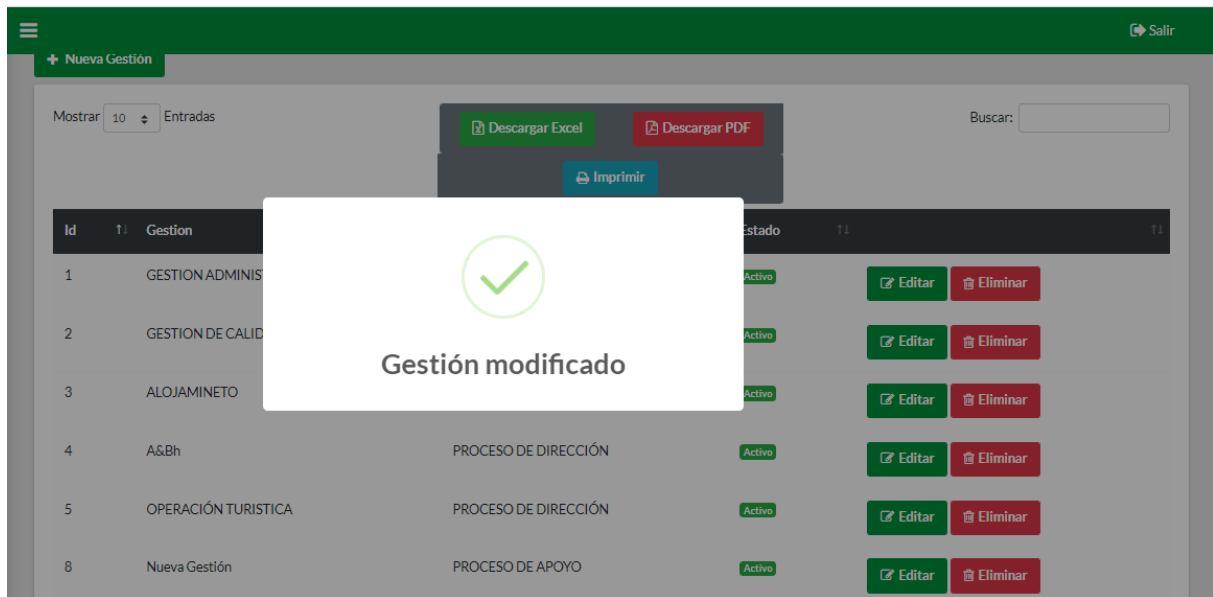 Salir
+ Nueva Gestión
Mostrar 10 Entradas
Descargar Excel Descargar PDF
Buscar:
Imprimir
Id Gestion Estado
1 GESTION ADMINIS Activo Editar Eliminar
2 GESTION DE CALID Activo Editar Eliminar
Gestión modificado
3 ALOJAMINETO Activo Editar Eliminar
4 A&Bh PROCESO DE DIRECCIÓN Activo Editar Eliminar
5 OPERACIÓN TURISTICA PROCESO DE DIRECCIÓN Activo Editar Eliminar
8 Nueva Gestión PROCESO DE APOYO Activo Editar Eliminar